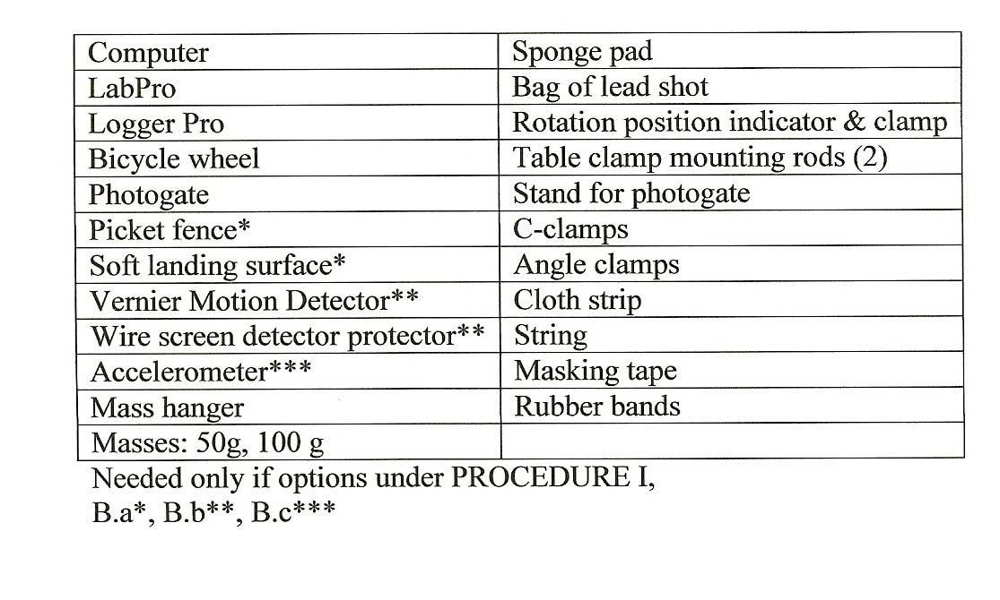 Computer
Sponge pad
LabPro
Bag of lead shot
Logger Pro
Rotation position indicator & clamp
Bicycle wheel
Table clamp mounting rods (2)
Photogate
Stand for photogate
Picket fence*
C-clamps
Soft landing surface*
Angle clamps
Vernier Motion Detector**
Cloth strip
Wire screen detector protector**
String
Accelerometer***
Masking tape
Mass hanger
Rubber bands
Masses: 50g, 100 g
Needed only if options under PROCEDURE I,
B.a*, B.b**, B.c***